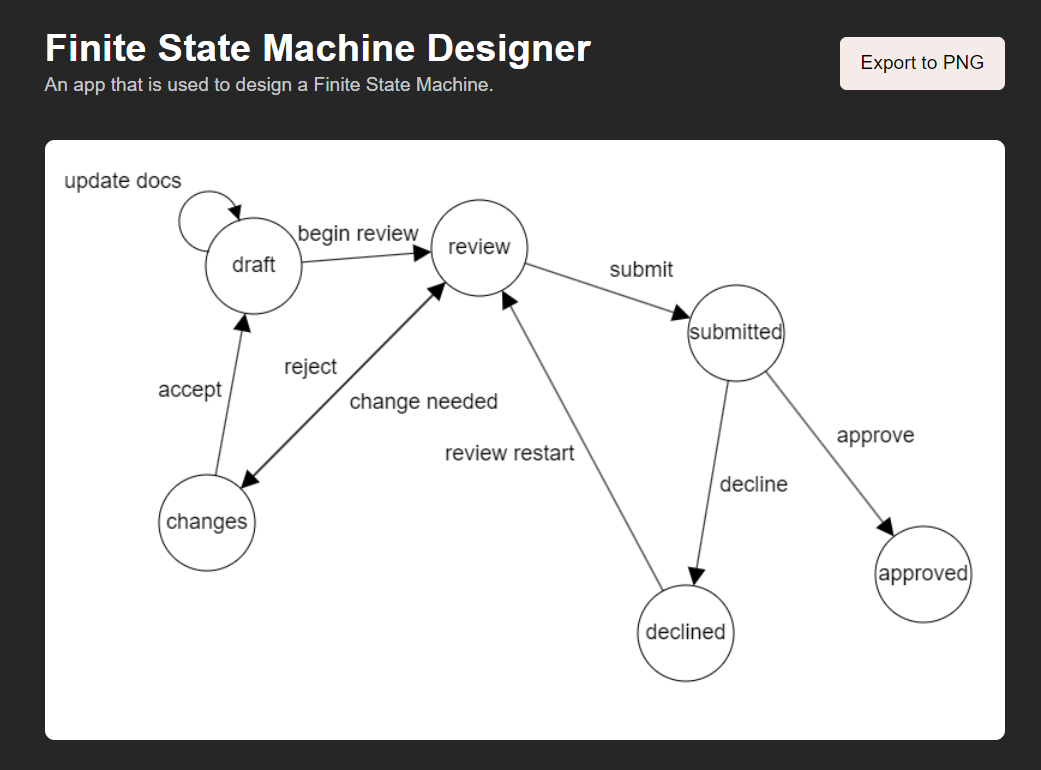 Finite State Machine Designer
An app that is used to design a Finite State Machine.
Export to PNG
update docs
begin review
draft
review
submit
submitted
reject
accept
change needed
review restart
approve
decline
changes
approved
declined